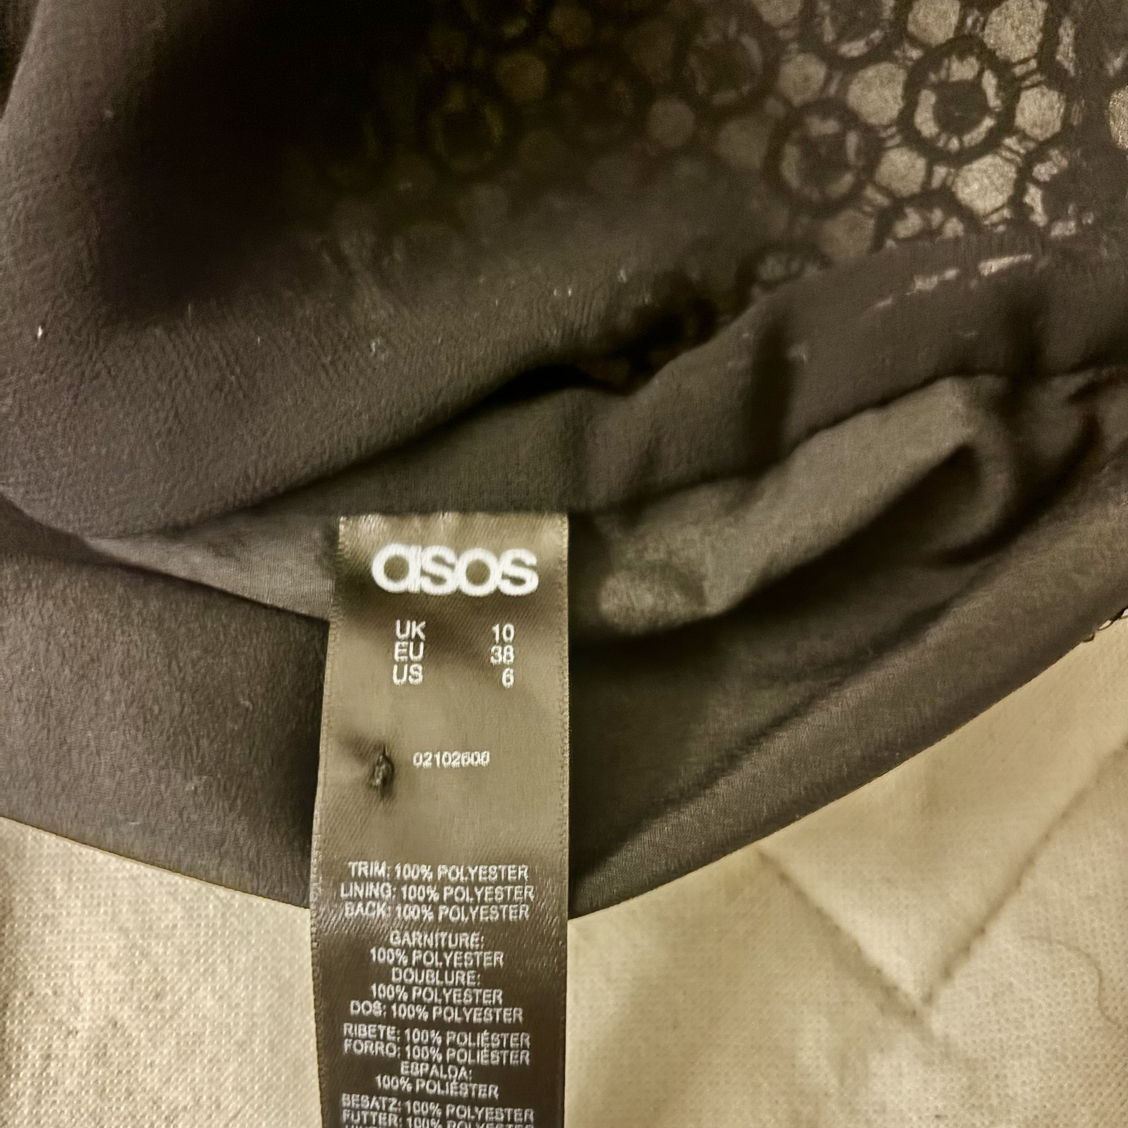 asos
UK 10
EU 38
US 6
02102608
TRIM: 100% POLYESTER
LINING: 100% POLYESTER
BACK: 100% POLYESTER
GARNITURE:
100% POLYESTER
DOUBLURE:
100% POLYESTER
DOS: 100% POLYESTER
RIBETE: 100% POLIÉSTER
FORRO: 100% POLIÉSTER
ESPALDA:
100% POLIÉSTER
BESATZ: 100% POLYESTER
FUTTER: 100% POLYESTER